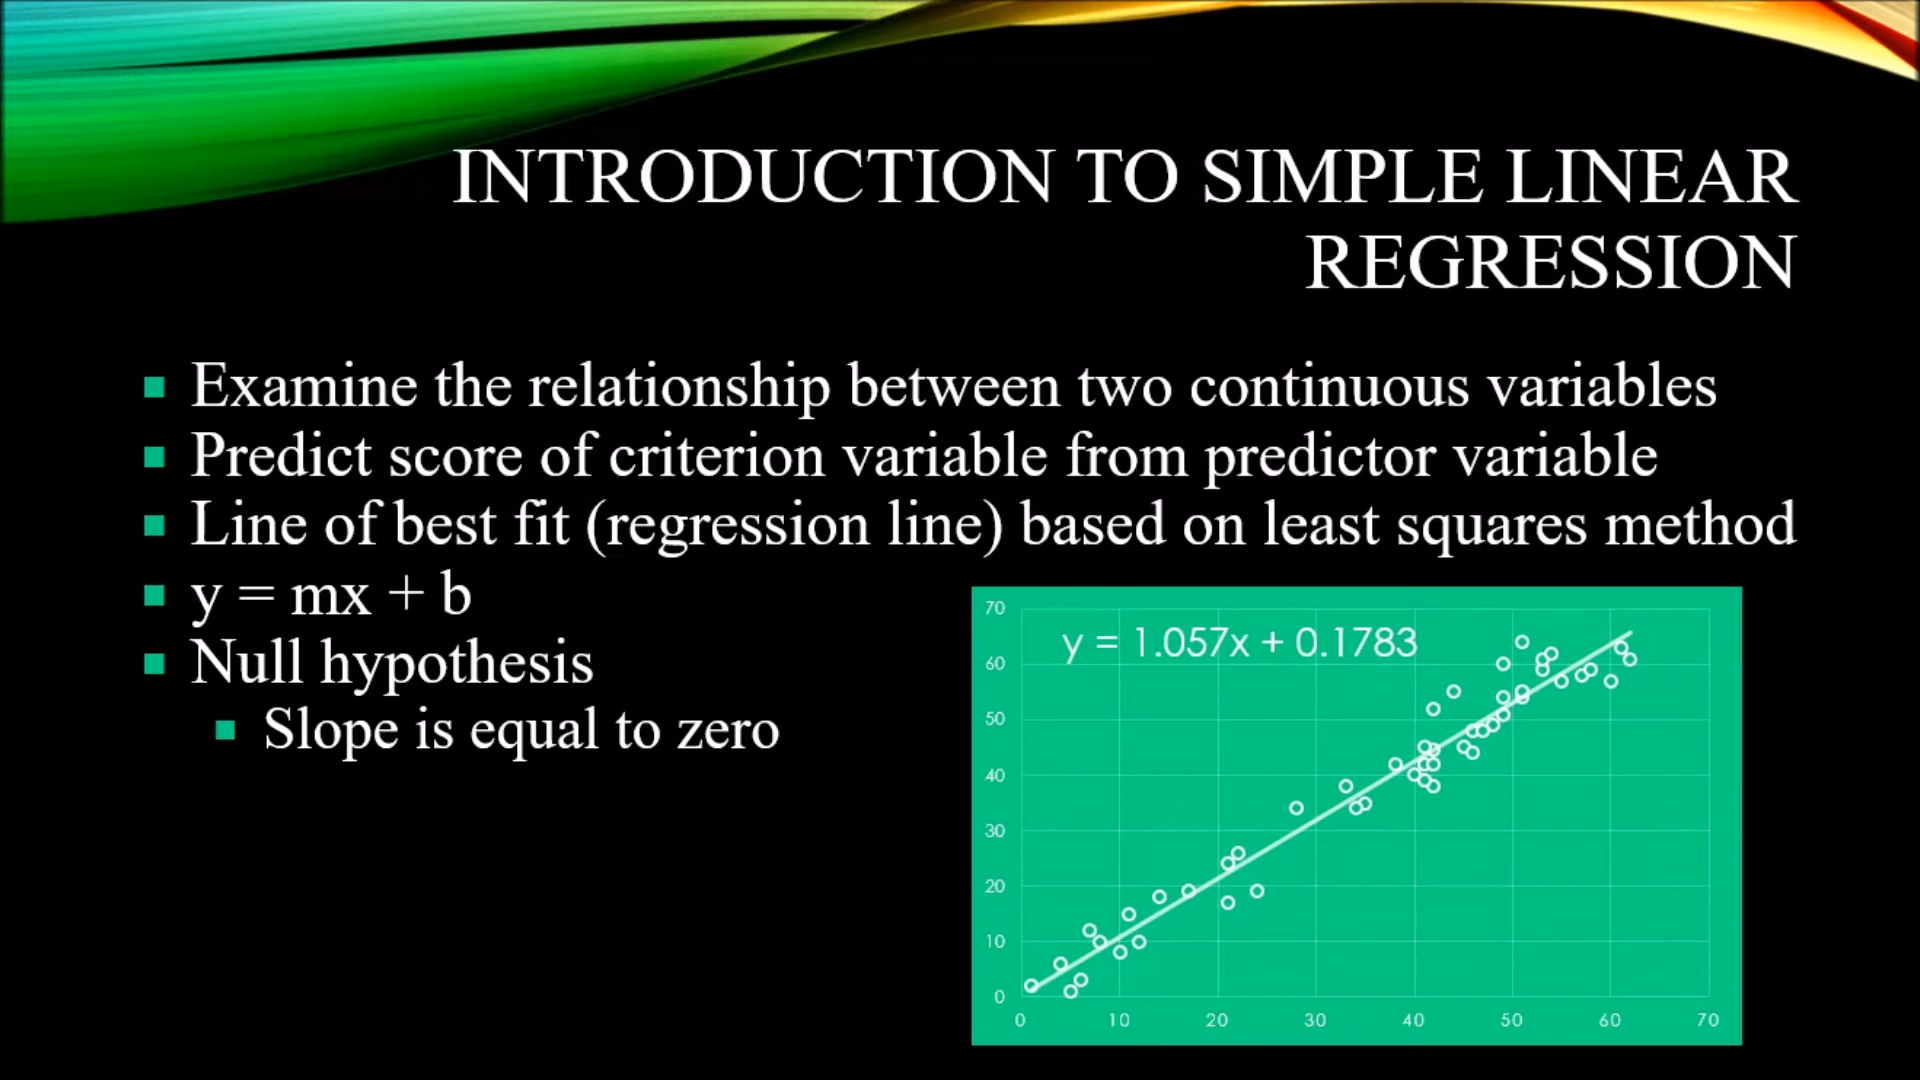 INTRODUCTION TO SIMPLE LINEAR
REGRESSION
Examine the relationship between two continuous variables
Predict score of criterion variable from predictor variable
Line of best fit (regression line) based on least squares method
y = mx + b
Null hypothesis
Slope is equal to zero
y = 1.057x + 0.1783
70
60
50
40
30
20
10
0
0 10 20 30 40 50 60 70